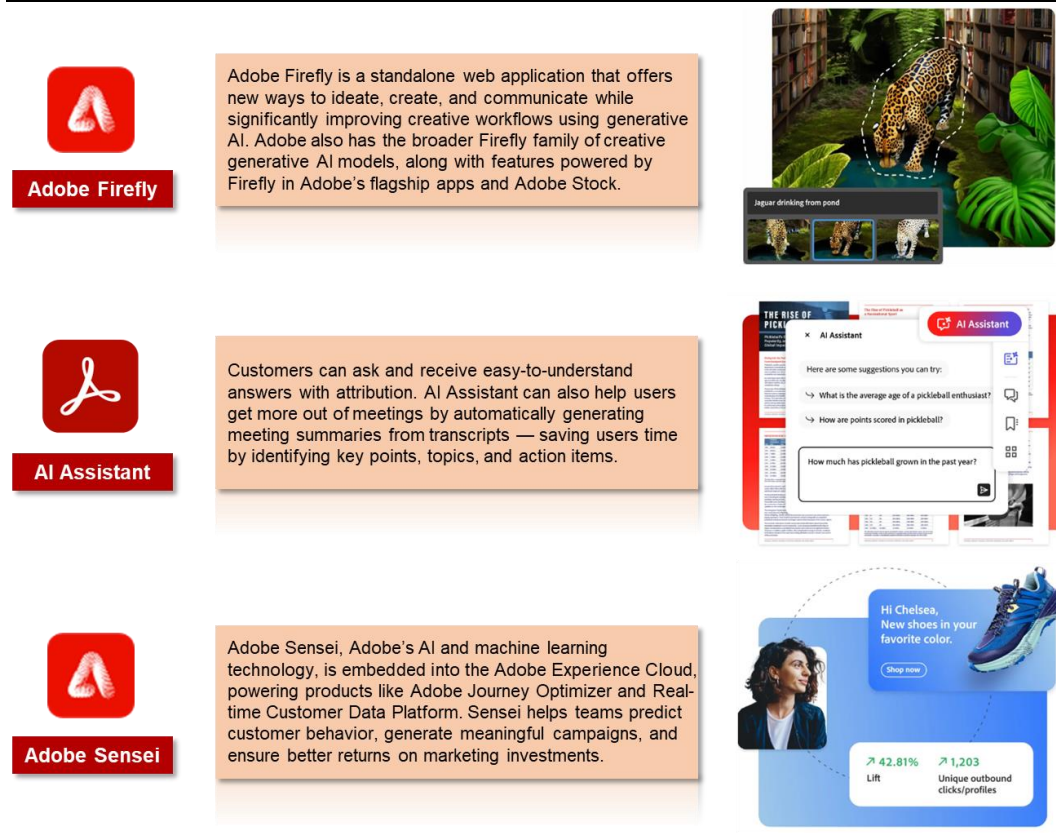 Adobe Firefly
Adobe Firefly is a standalone web application that offers
new ways to ideate, create, and communicate while
significantly improving creative workflows using generative
AI. Adobe also has the broader Firefly family of creative
generative AI models, along with features powered by
Firefly in Adobe's flagship apps and Adobe Stock.
Jaguar drinking from pond
AI Assistant
Customers can ask and receive easy-to-understand
answers with attribution. AI Assistant can also help users
get more out of meetings by automatically generating
meeting summaries from transcripts — saving users time
by identifying key points, topics, and action items.
THE RISE OF
AI Assistant
× AI Assistant
Here are some suggestions you can try:
What is the average age of a pickleball enthusiast?
How are points scored in pickleball?
How much has pickleball grown in the past year?
Adobe Sensei
Adobe Sensei, Adobe's AI and machine learning
technology, is embedded into the Adobe Experience Cloud,
powering products like Adobe Journey Optimizer and Real-
time Customer Data Platform. Sensei helps teams predict
customer behavior, generate meaningful campaigns, and
ensure better returns on marketing investments.
Hi Chelsea,
New shoes in your
favorite color.
Shop now
42.81%
Lift
1,203
Unique outbound
clicks/profiles